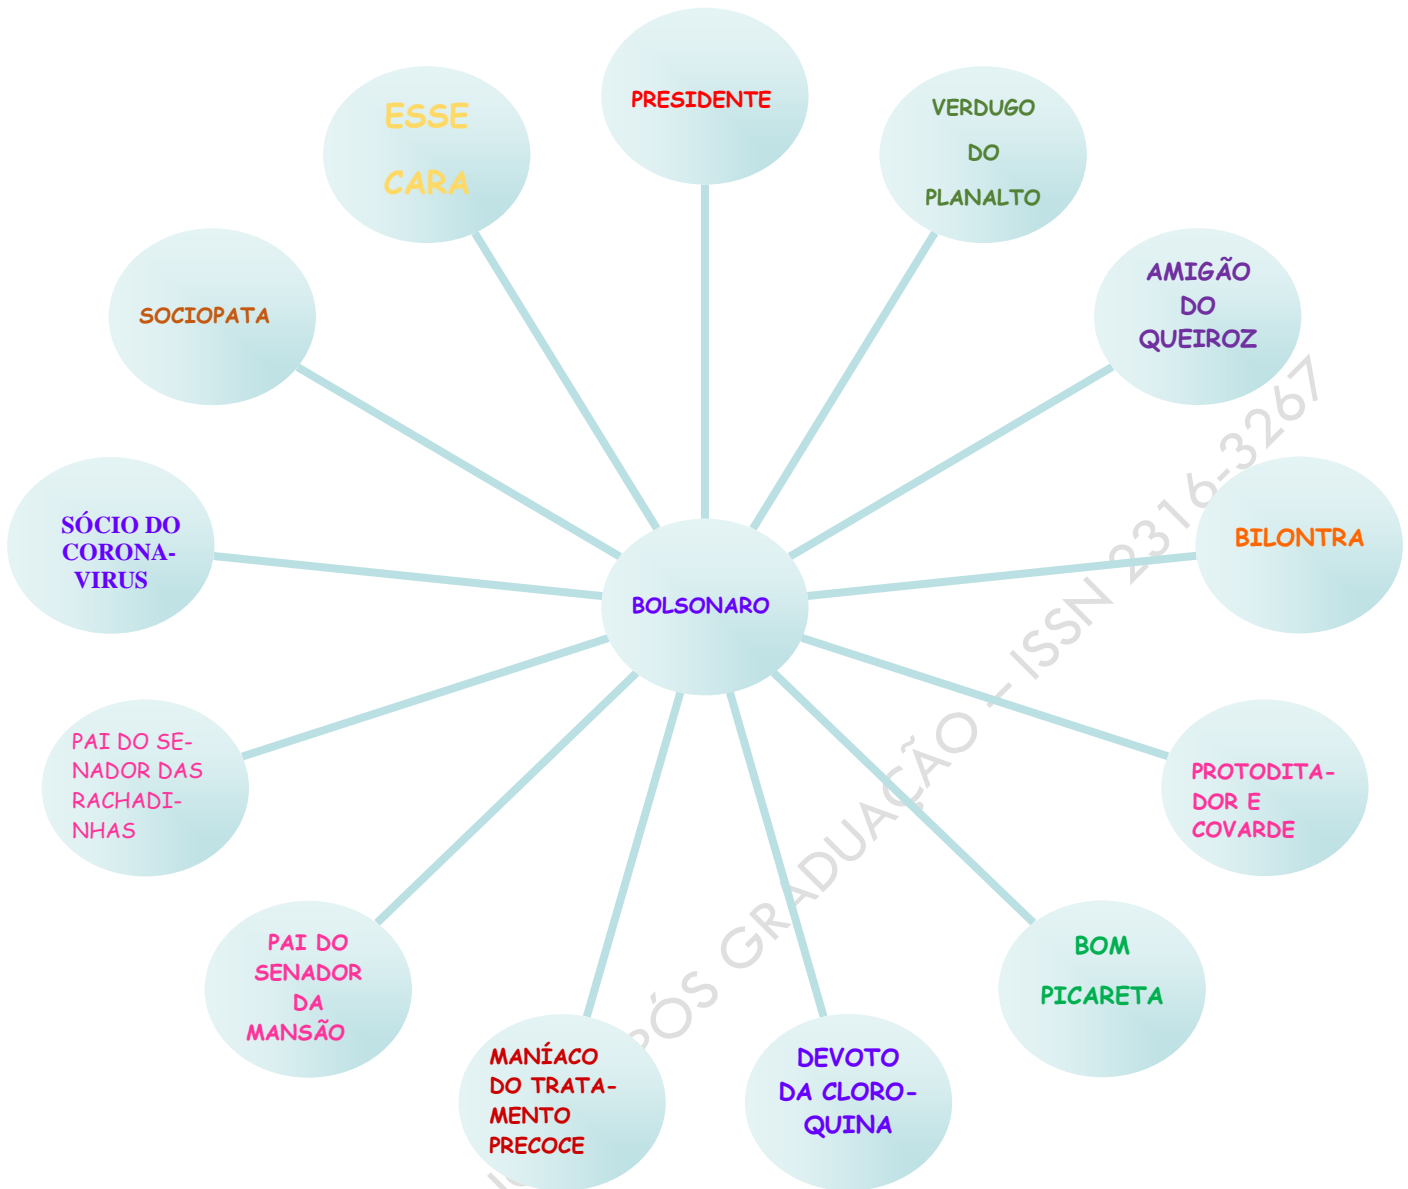 PRESIDENTE
ESSE
CARA
VERDUGO
DO
PLANALTO
SOCIOPATA
AMIGÃO
DO
QUEIROZ
SÓCIO DO
CORONA-
VIRUS
BILONTRA
BOLSONARO
PAI DO SE-
NADOR DAS
RACHADI-
NHAS
PROTODITA-
DOR E
COVARDE
PAI DO
SENADOR
DA
MANSÃO
BOM
PICARETA
MANÍACO
DO TRATA-
MENTO
PRECOCE
DEVOTO
DA CLORO-
QUINA
PÓS GRADUAÇÃO – ISSN 2316-3267